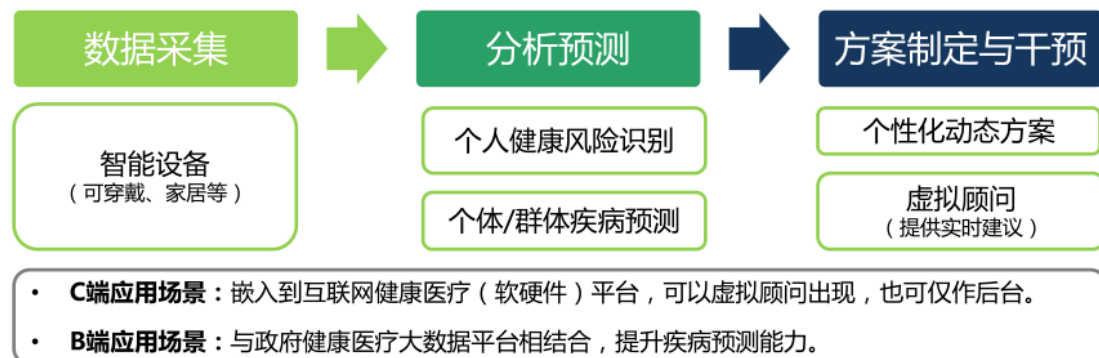 数据采集
分析预测
方案制定与干预
智能设备
（可穿戴、家居等）
个人健康风险识别
个体/群体疾病预测
个性化动态方案
虚拟顾问
（提供实时建议）
• C端应用场景：嵌入到互联网健康医疗（软硬件）平台，可以虚拟顾问出现，也可仅作后台。
• B端应用场景：与政府健康医疗大数据平台相结合，提升疾病预测能力。